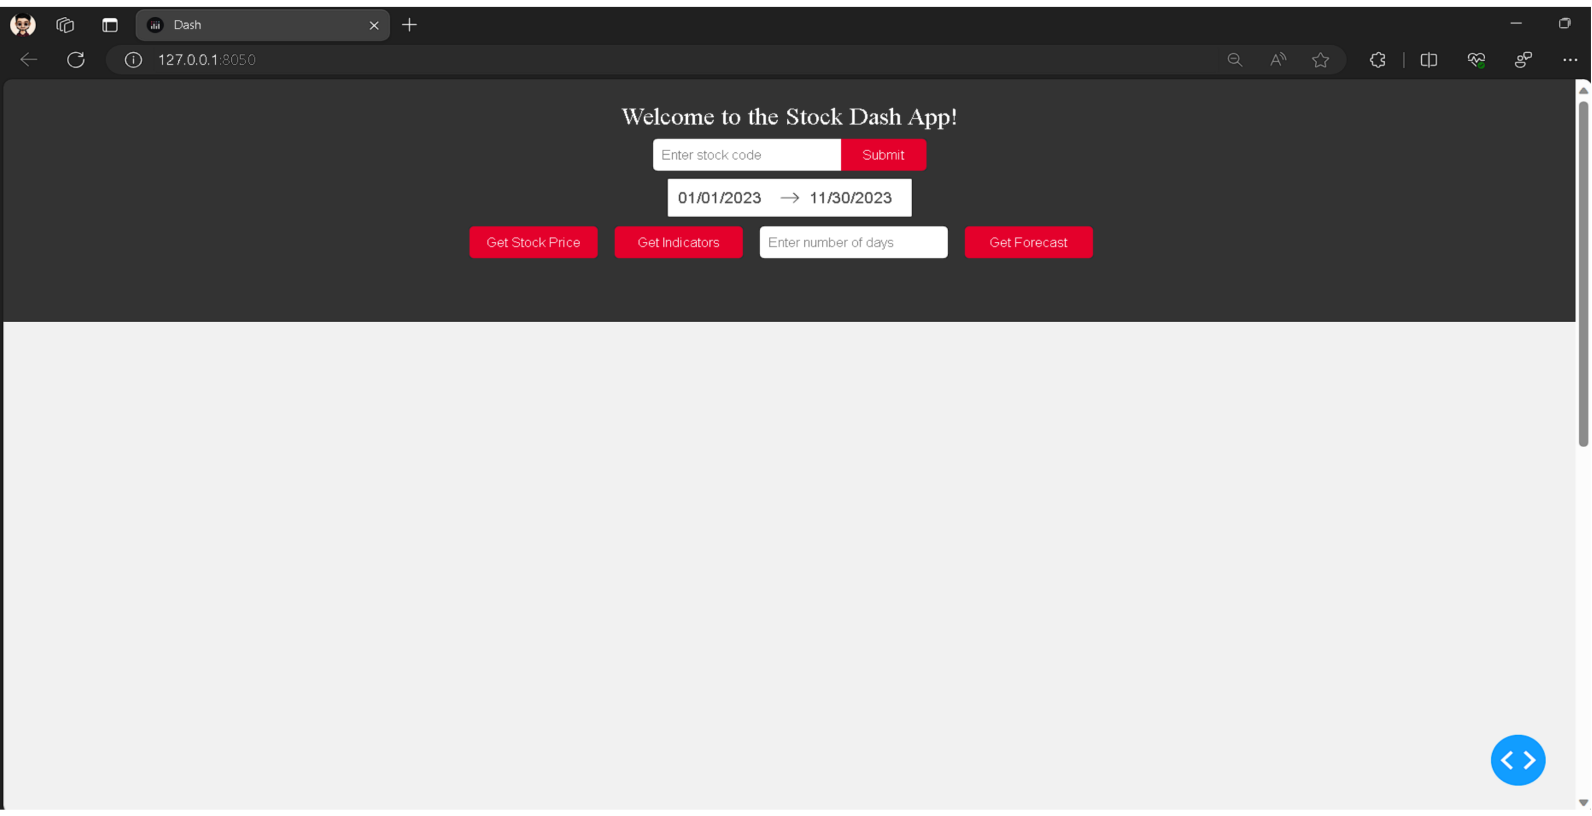 Dash
127.0.0.1:8050
Welcome to the Stock Dash App!
Enter stock code Submit
01/01/2023 → 11/30/2023
Get Stock Price Get Indicators Enter number of days Get Forecast